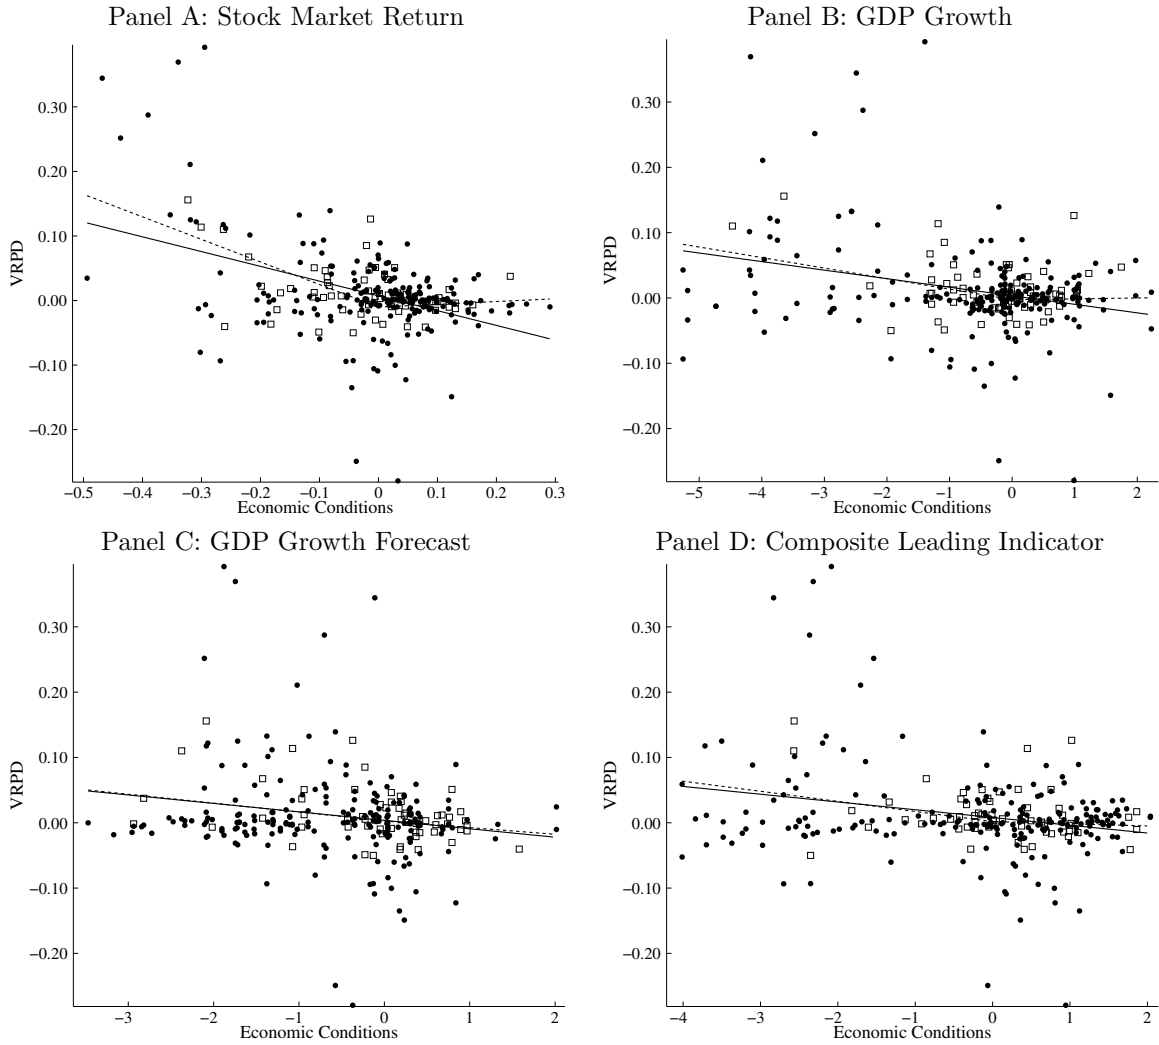 Panel A: Stock Market Return
0.30
0.20
0.10
0.00
−0.10
−0.20
VRPD
−0.5 −0.4 −0.3 −0.2 −0.1 0 0.1 0.2 0.3
Economic Conditions
Panel B: GDP Growth
0.30
0.20
0.10
0.00
−0.10
−0.20
VRPD
−5 −4 −3 −2 −1 0 1 2
Economic Conditions
Panel C: GDP Growth Forecast
0.30
0.20
0.10
0.00
−0.10
−0.20
VRPD
−3 −2 −1 0 1 2
Economic Conditions
Panel D: Composite Leading Indicator
0.30
0.20
0.10
0.00
−0.10
−0.20
VRPD
−4 −3 −2 −1 0 1 2
Economic Conditions